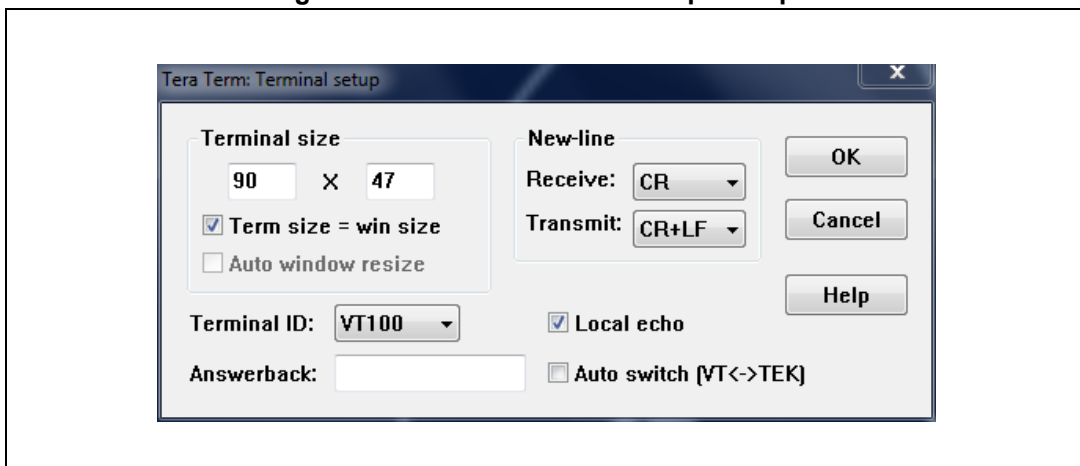 Tera Term: Terminal setup
x
Terminal size
90 X 47
Term size = win size
Auto window resize
New-line
Receive: CR
Transmit: CR+LF
OK
Cancel
Help
Terminal ID: VT100
Local echo
Answerback:
Auto switch (VT<->TEK)